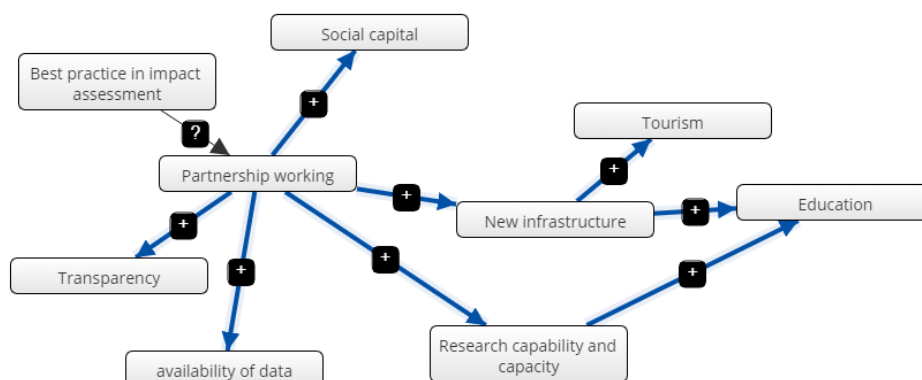 Social capital
Best practice in impact
assessment
?
+
Tourism
Partnership working
+
+
New infrastructure
+
Education
+
+
+
+
Transparency
Research capability and
capacity
availability of data